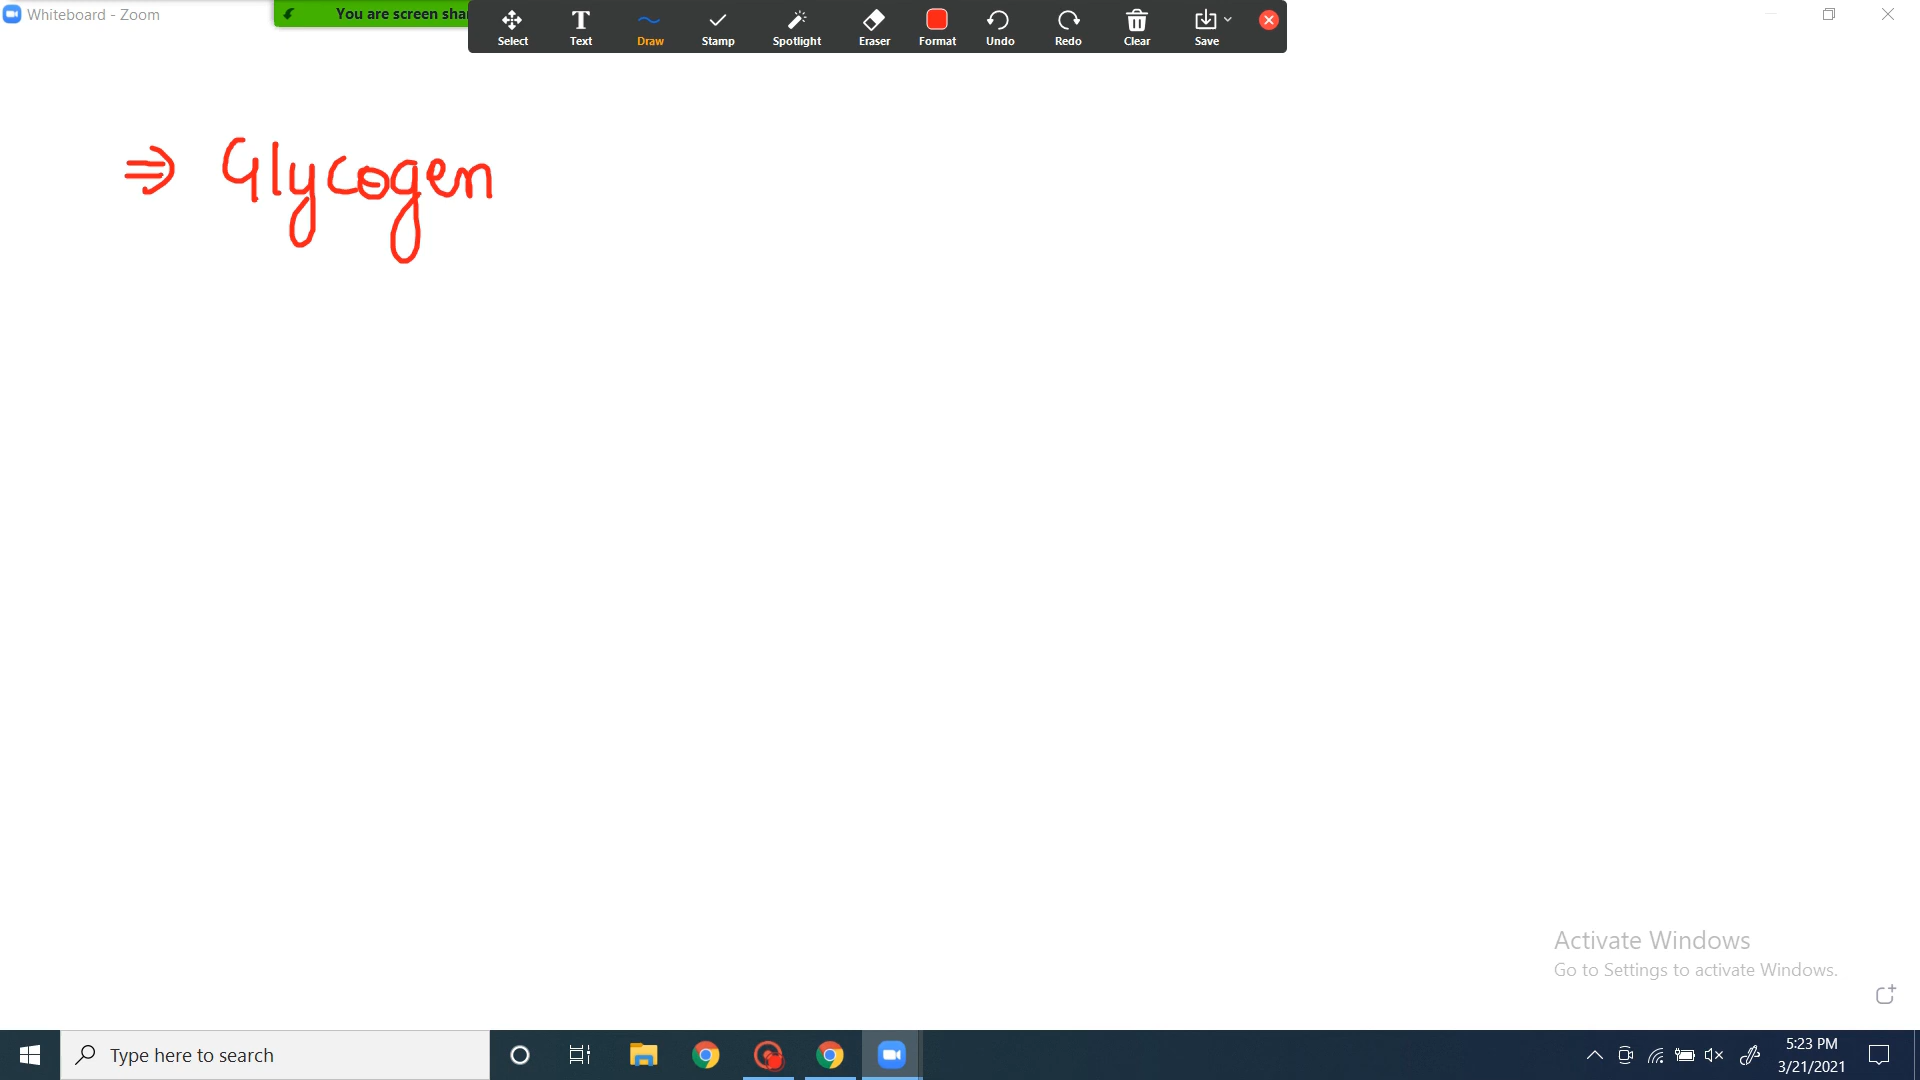 Whiteboard - Zoom
You are screen sha
Select Text Draw Stamp Spotlight Eraser Format Undo Redo Clear Save
⇒ Glycogen
Activate Windows
Go to Settings to activate Windows.
Type here to search
5:23 PM
3/21/2021